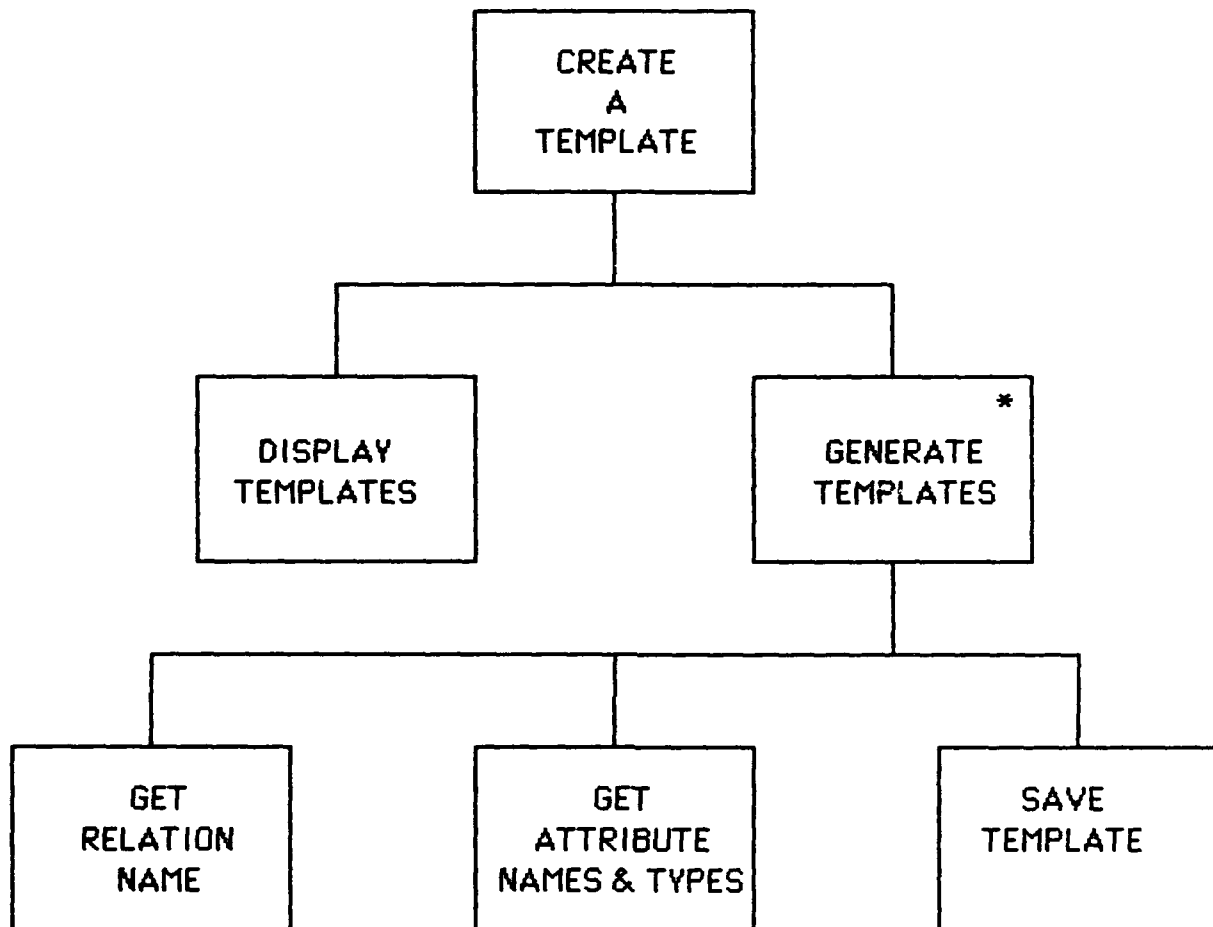 CREATE
A
TEMPLATE
DISPLAY
TEMPLATES
*
GENERATE
TEMPLATES
GET
RELATION
NAME
GET
ATTRIBUTE
NAMES & TYPES
SAVE
TEMPLATE